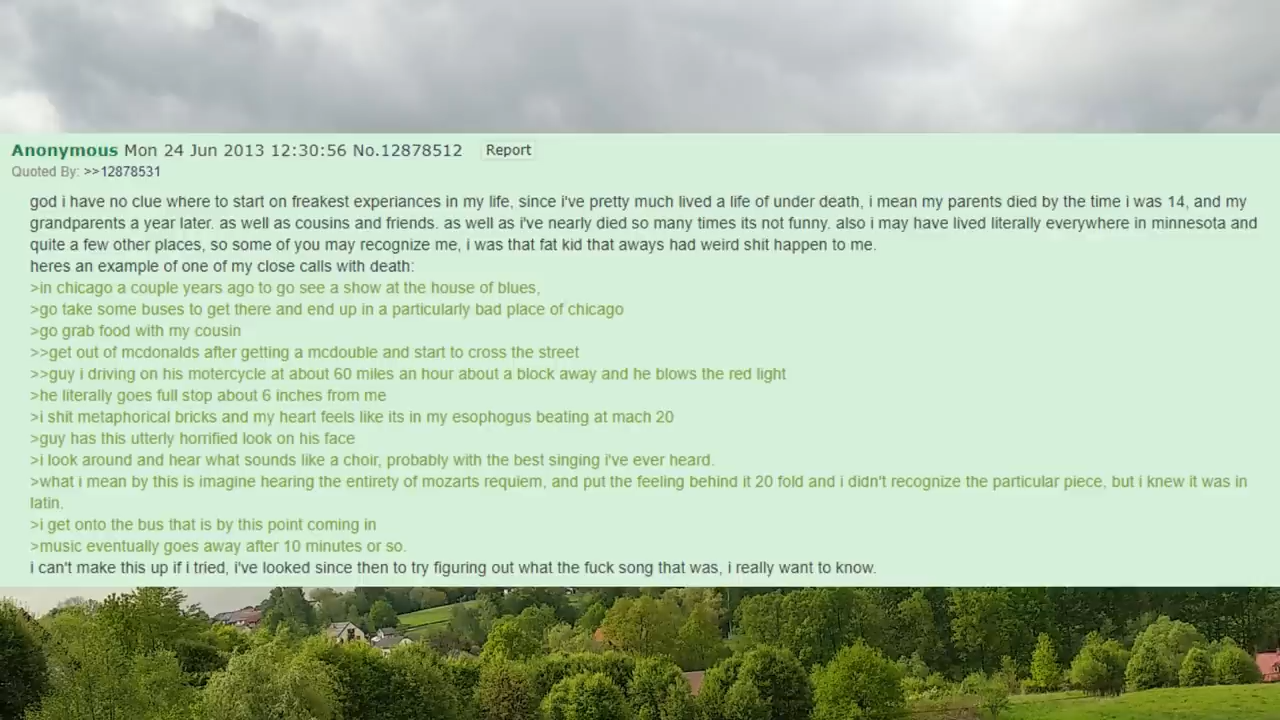 Anonymous Mon 24 Jun 2013 12:30:56 No.12878512 Report
Quoted By: >>12878531
god i have no clue where to start on freakest experiances in my life, since i've pretty much lived a life of under death, i mean my parents died by the time i was 14, and my
grandparents a year later. as well as cousins and friends. as well as i've nearly died so many times its not funny. also i may have lived literally everywhere in minnesota and
quite a few other places, so some of you may recognize me, i was that fat kid that aways had weird shit happen to me.
heres an example of one of my close calls with death:
>in chicago a couple years ago to go see a show at the house of blues,
>go take some buses to get there and end up in a particularly bad place of chicago
>go grab food with my cousin
>>get out of mcdonalds after getting a mcdouble and start to cross the street
>>guy i driving on his motercycle at about 60 miles an hour about a block away and he blows the red light
>he literally goes full stop about 6 inches from me
>i shit metaphorical bricks and my heart feels like its in my esophogus beating at mach 20
>guy has this utterly horrified look on his face
>i look around and hear what sounds like a choir, probably with the best singing i've ever heard.
>what i mean by this is imagine hearing the entirety of mozarts requiem, and put the feeling behind it 20 fold and i didn't recognize the particular piece, but i knew it was in
latin.
>i get onto the bus that is by this point coming in
>music eventually goes away after 10 minutes or so.
i can't make this up if i tried, i've looked since then to try figuring out what the fuck song that was, i really want to know.